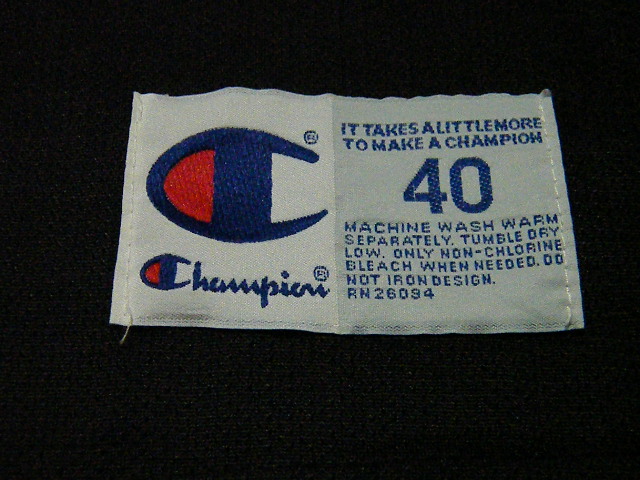 ®
Champion®
IT TAKES A LITTLE MORE
TO MAKE A CHAMPION
40
MACHINE WASH WARM
SEPARATELY. TUMBLE DRY
LOW. ONLY NON-CHLORINE
BLEACH WHEN NEEDED. DO
NOT IRON DESIGN.
RN 26094